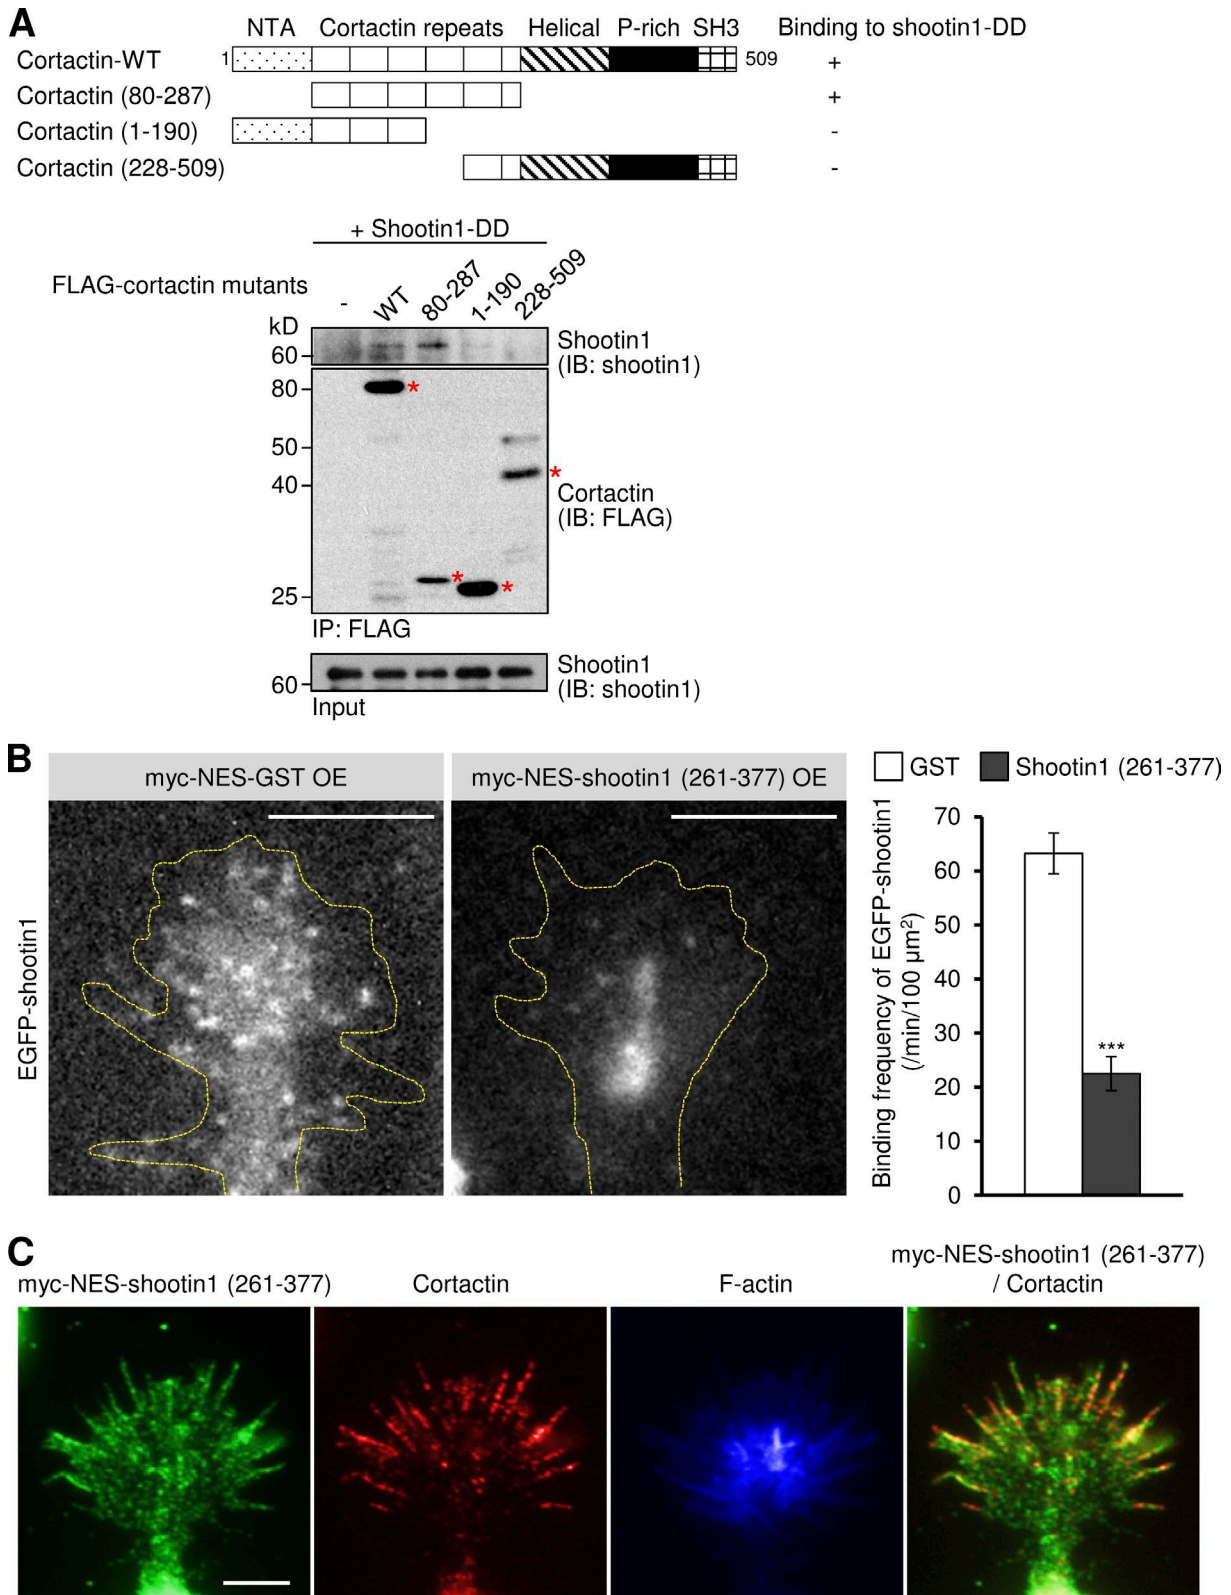 A
NTA Cortactin repeats Helical P-rich SH3 Binding to shootin1-DD
Cortactin-WT 1 509 +
Cortactin (80-287) +
Cortactin (1-190) -
Cortactin (228-509) -
+ Shootin1-DD
FLAG-cortactin mutants - WT 80-287 1-190 228-509
kD
60
Shootin1
(IB: shootin1)
80 *
50
40 *
Cortactin
(IB: FLAG)
* *
25
IP: FLAG
60
Shootin1
(IB: shootin1)
Input
B
myc-NES-GST OE myc-NES-shootin1 (261-377) OE
EGFP-shootin1
GST Shootin1 (261-377)
Binding frequency of EGFP-shootin1
(/min/100 µm²)
70
60
50
40
30
20
10
0
***
C
myc-NES-shootin1 (261-377) Cortactin F-actin myc-NES-shootin1 (261-377)
/ Cortactin